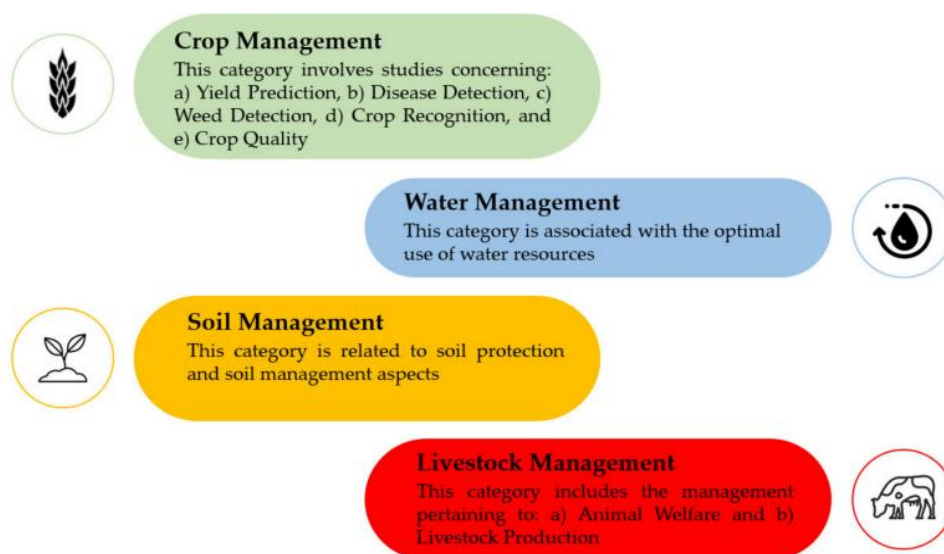 Crop Management
This category involves studies concerning:
a) Yield Prediction, b) Disease Detection, c)
Weed Detection, d) Crop Recognition, and
e) Crop Quality
Water Management
This category is associated with the optimal
use of water resources
Soil Management
This category is related to soil protection
and soil management aspects
Livestock Management
This category includes the management
pertaining to: a) Animal Welfare and b)
Livestock Production